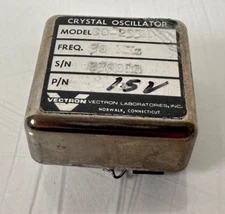 CRYSTAL OSCILLATOR
MODEL
FREQ.
S/N
P/N 15V
VECTRON VECTRON LABORATORIES, INC.
NORWALK, CONNECTICUT